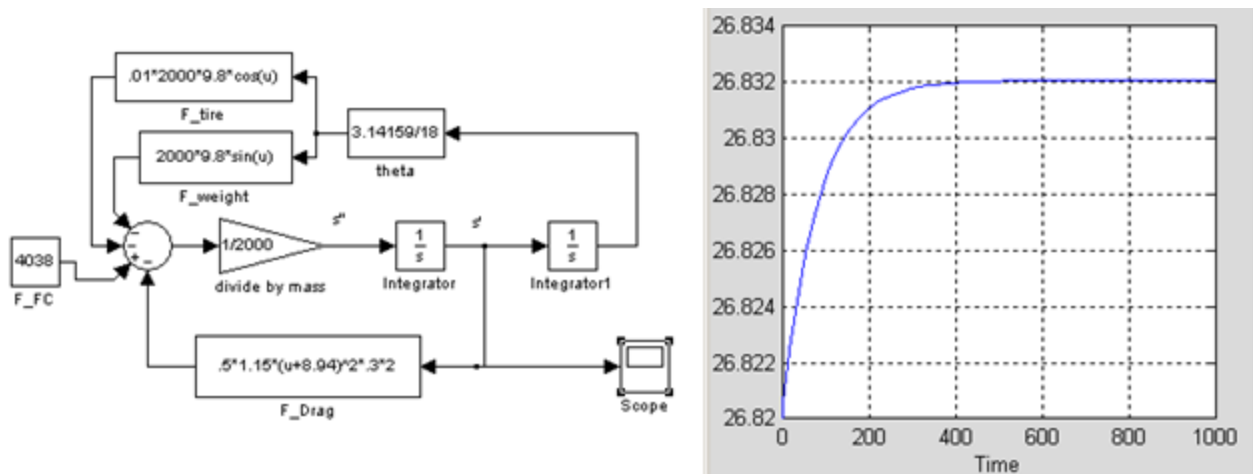 .01*2000*9.8*cos(u)
F_tire
2000*9.8*sin(u)
F_weight
3.14159/18
theta
4038
F_FC
−
−
+
−
1/2000
divide by mass
s''
1
s
Integrator
s'
1
s
Integrator1
.5*1.15*(u+8.94)^2*.3*2
F_Drag
Scope
26.834
26.832
26.83
26.828
26.826
26.824
26.822
26.82
0 200 400 600 800 1000
Time